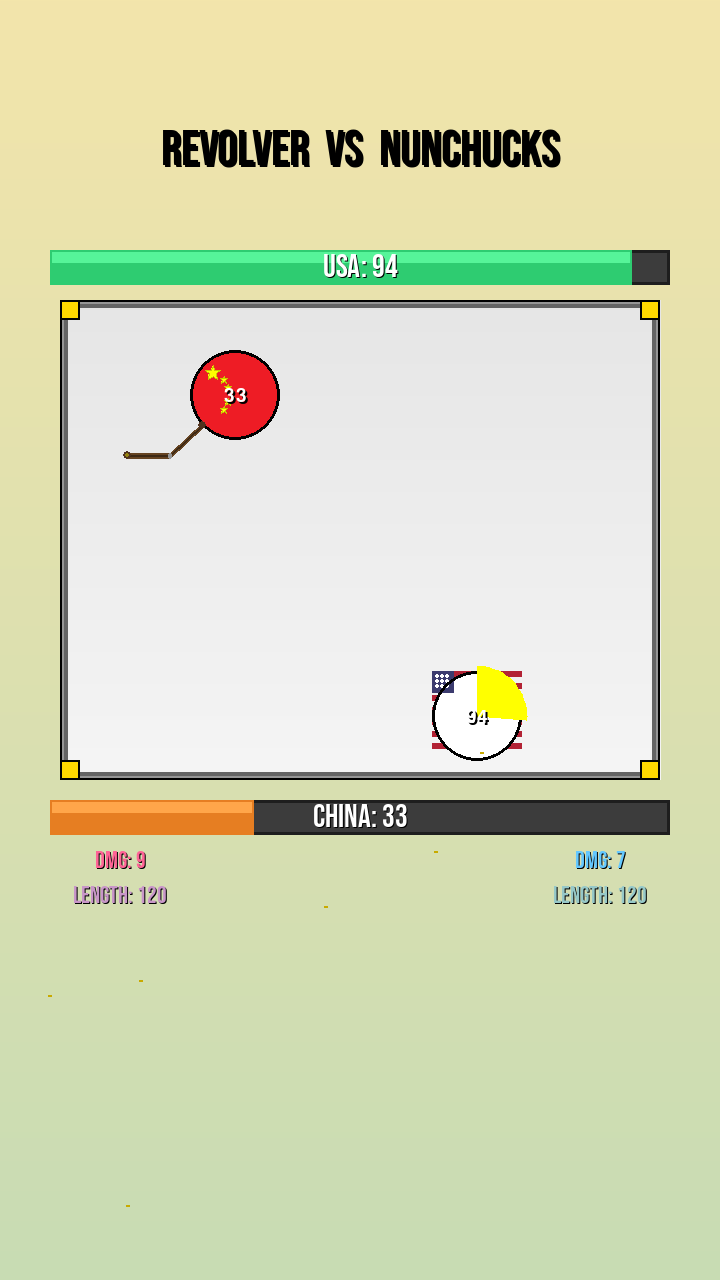 REVOLVER VS NUNCHUCKS
USA: 94
33
94
CHINA: 33
DMG: 9
DMG: 7
LENGTH: 120
LENGTH: 120